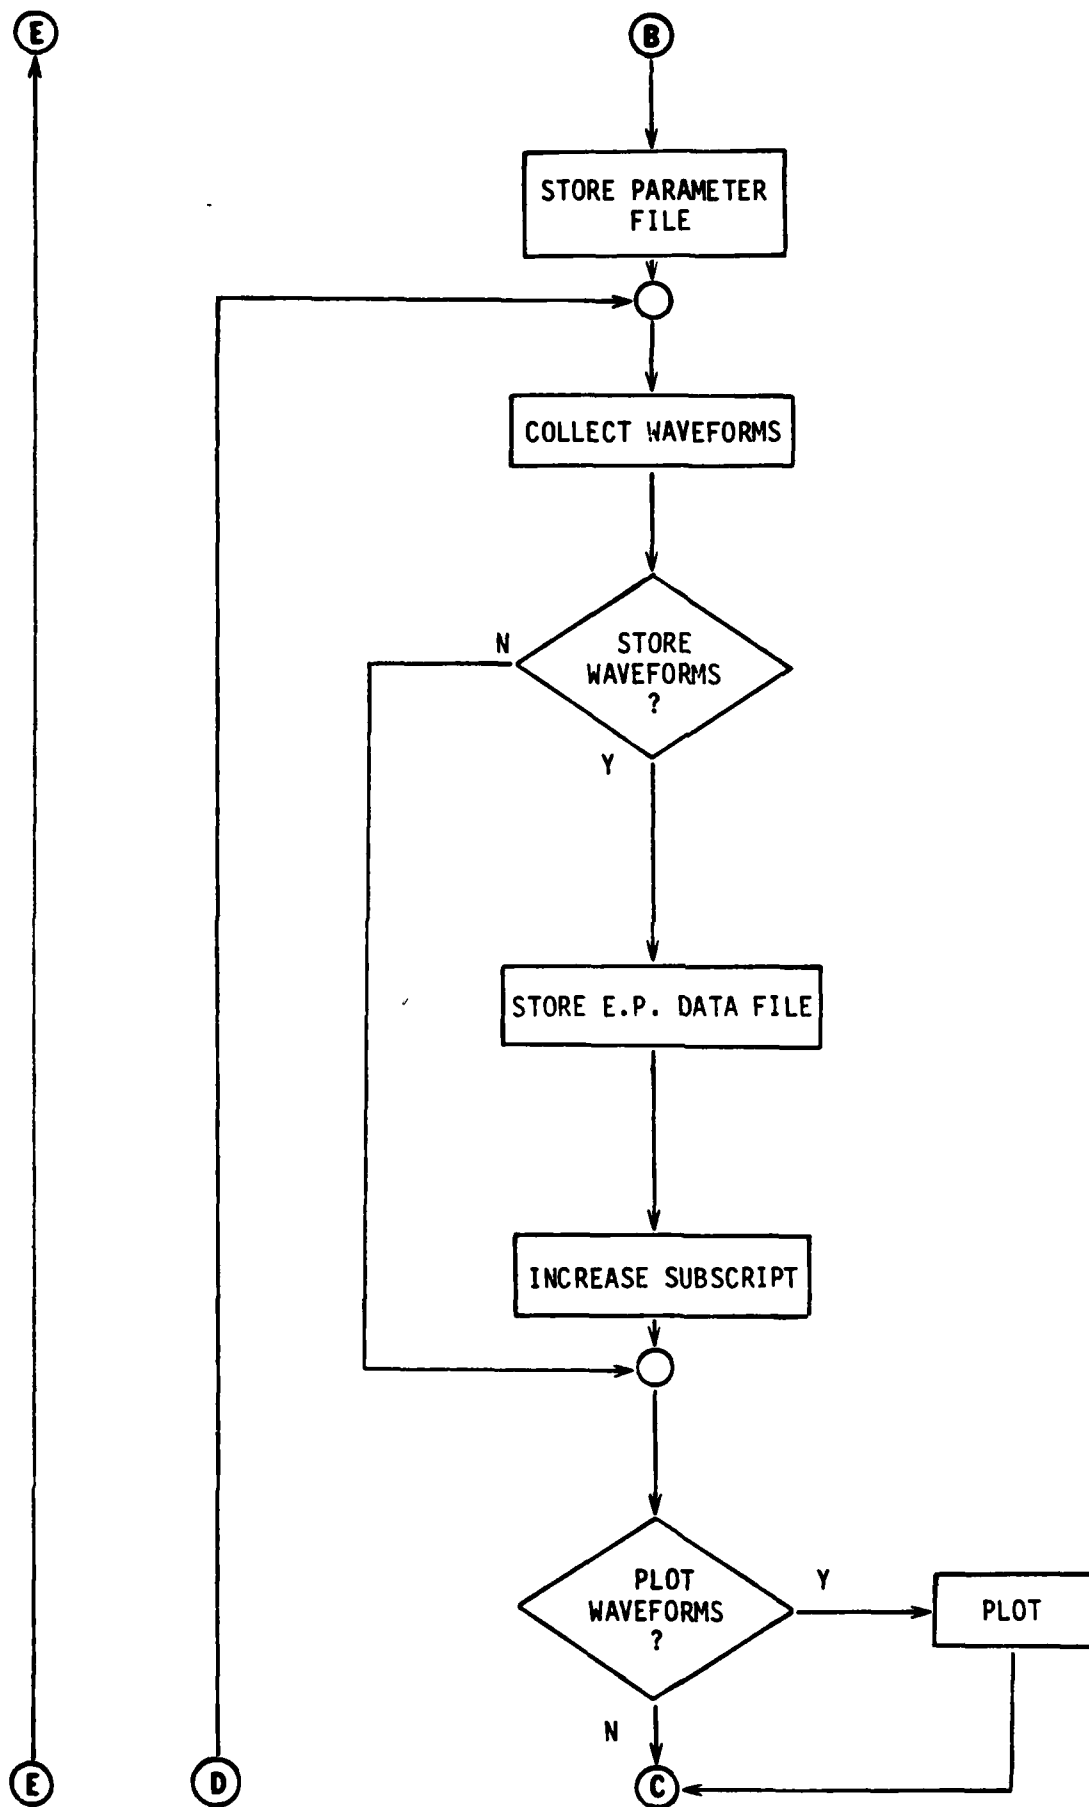 E
B
STORE PARAMETER
FILE
COLLECT WAVEFORMS
N
STORE
WAVEFORMS
?
Y
STORE E.P. DATA FILE
INCREASE SUBSCRIPT
PLOT
WAVEFORMS
?
Y
PLOT
N
E
D
C